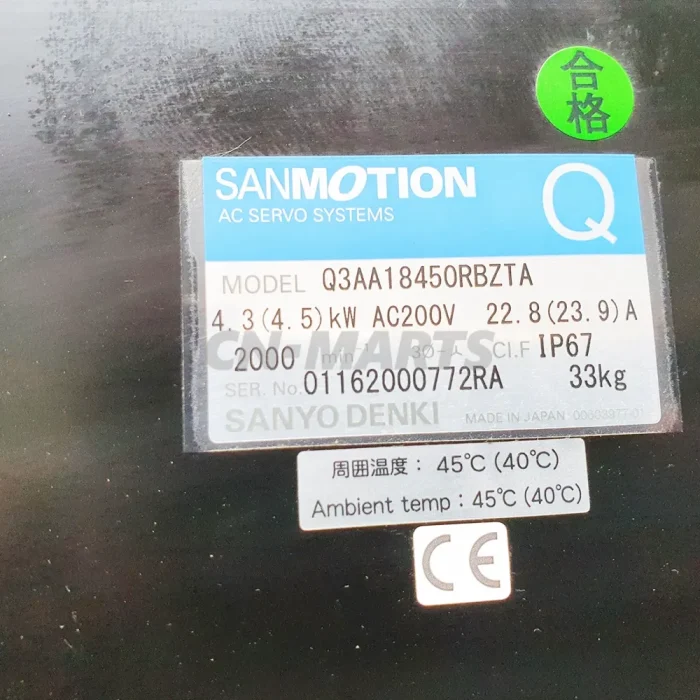 合格
SANMOTION
AC SERVO SYSTEMS
Q
MODEL Q3AA18450RBZTA
4.3(4.5)kW AC200V 22.8(23.9)A
2000 min-1 3Φ-人 CI.F IP67
CN-MARTS
SER. No. 01162000772RA 33kg
SANYO DENKI MADE IN JAPAN
周囲温度： 45℃ (40℃)
Ambient temp : 45℃ (40℃)
CE